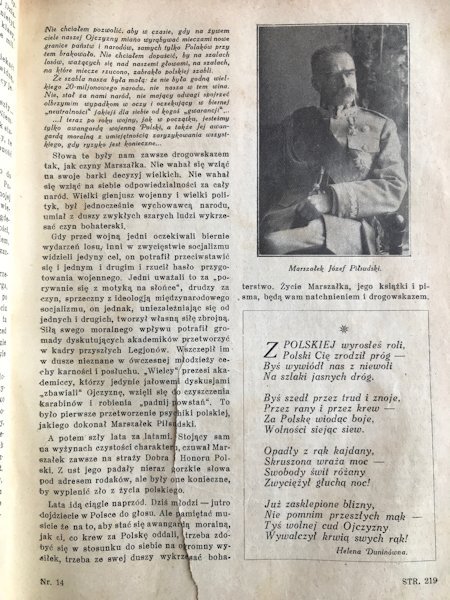 Nie chciałem pozwolić, aby w czasie, gdy na żywem
ciele naszej Ojczyzny miano wyrąbywać mieczami nowe
granice państw i narodów, samych tylko Polaków przy
tem brakowało. Nie chciałem dopuścić, by na szalach
losów, ważących się nad naszemi głowami, na szalach,
na które miecze rzucono, zabrakło polskiej szabli.
Że szabla nasza była małą: że nie była godną wiel-
kiego 20-miljonowego narodu, nie nasza w tem wina.
Nie, stał za nami naród, nie mający odwagi spojrzeć
olbrzymim wypadkom w oczy i oczekujący w biernej
„neutralności" jakiejś dla siebie od kogoś „gwarancji"...
...I teraz po roku wojny, jak w początku, jesteśmy
tylko awangardą wojenną Polski, a także Jej awan-
gardą moralną z umiejętnością zaryzykowania wszyst-
kiego, gdy ryzyko jest konieczne..
Słowa te były nam zawsze drogowskazem
tak, jak czyny Marszałka. Nie wahał się wziąć
na swoje barki decyzyj wielkich. Nie wahał
się wziąć na siebie odpowiedzialności za cały
naród. Wielki gienjusz wojenny i wielki poli-
tyk, był jednocześnie wychowawcą narodu,
umiał z duszy zwykłych szarych ludzi wykrze-
sać czyn bohaterski.
Gdy przed wojną jedni oczekiwali biernie
wydarzeń losu, inni w zwycięstwie socjalizmu
widzieli jedyny cel, on potrafił przeciwstawić
się i jednym i drugim i rzucił hasło przygo-
towania wojennego. Jedni uważali to za „po-
rywanie się z motyką na słońce", drudzy za
czyn, sprzeczny z ideologją międzynarodowego
socjalizmu, on jednak, uniezależniając się od
jednych i drugich, tworzył własną siłę zbrojną.
Siłą swego moralnego wpływu potrafił gro-
mady dyskutujących akademików przetworzyć
w kadry przyszłych Legjonów. Wszczepił im
w dusze nieznane w ówczesnej młodzieży ce-
chy karności i posłuchu. „Wielcy" prezesi aka-
demiccy, którzy jedynie jałowemi dyskusjami
„zbawiali" Ojczyznę, wzięli się do czyszczenia
karabinów i robienia „padnij powstań". To
było pierwsze przetworzenie psychiki polskiej,
jakiego dokonał Marszałek Piłsudski.
A potem szły lata za latami. Stojący sam
na wyżynach czystości charakteru, czuwał Mar-
szałek zawsze na straży Dobra i Honoru Pol-
ski. Z ust jego padały nieraz gorzkie słowa
pod adresem rodaków, ale były one konieczne,
by wyplenić zło z życia polskiego.
Lata idą ciągle naprzód. Dziś młodzi — jutro
dojdziecie w Polsce do głosu. Ale pamiętać mu-
sicie że na to, aby stać się awangardą moralną,
jak ci, co krew za Polskę oddali, trzeba zdo-
być się w stosunku do siebie na ogromny wy-
siłek, trzeba ze swej duszy wykrzesać boha-
Marszałek Józef Piłsudski.
terstwo. Życie Marszałka, jego książki i pi-
sma, będą wam natchnieniem i drogowskazem.
*
Z POLSKIEJ wyrosłeś roli,
Polski Cię zrodził próg —
Byś wywiódł nas z niewoli
Na szlaki jasnych dróg.
Byś szedł przez trud i znoje,
Przez rany i przez krew —
Za Polskę wiodąc boje,
Wolności siejąc siew.
Opadły z rąk kajdany,
Skruszona wraża moc —
Swobody świt różany
Zwyciężył głuchą noc!
Już zasklepione blizny,
Nie pomnim przeszłych mąk —
Tyś wolnej cud Ojczyzny
Wywalczył krwią swych rąk!
Helena Duninówna.
Nr. 14
STR. 219